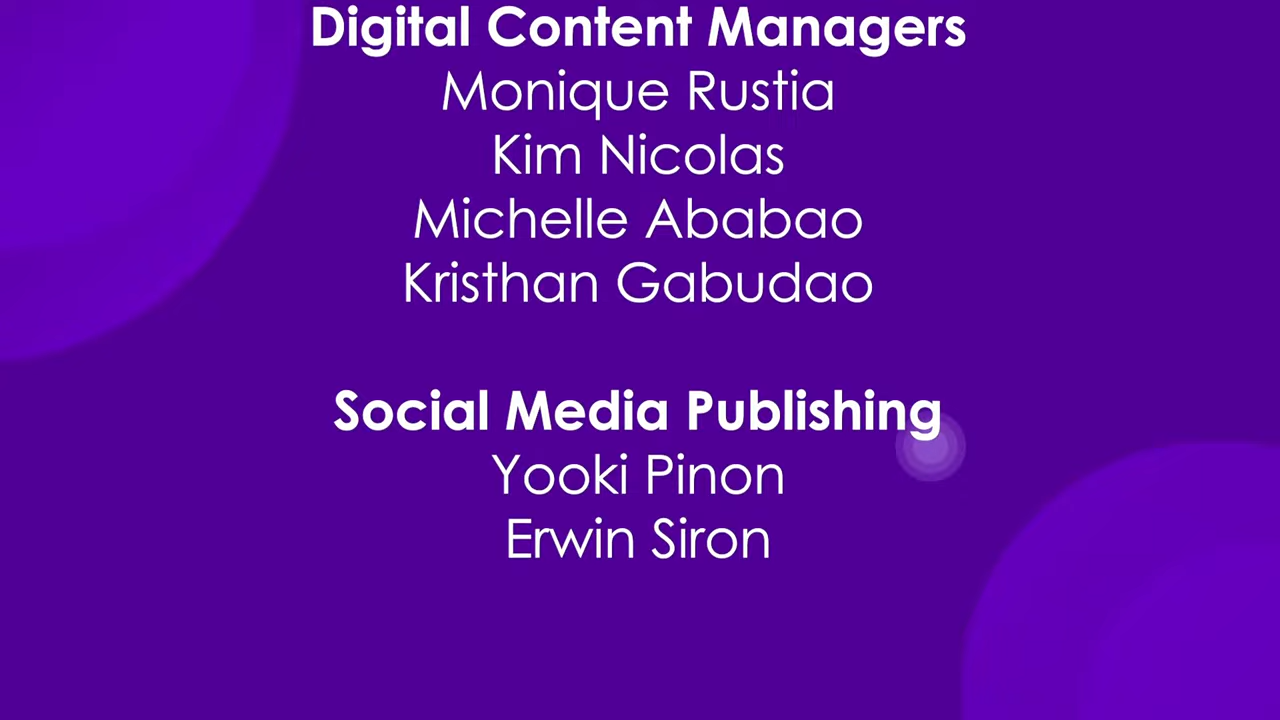 Digital Content Managers
Monique Rustia
Kim Nicolas
Michelle Ababao
Kristhan Gabudao
Social Media Publishing
Yooki Pinon
Erwin Siron